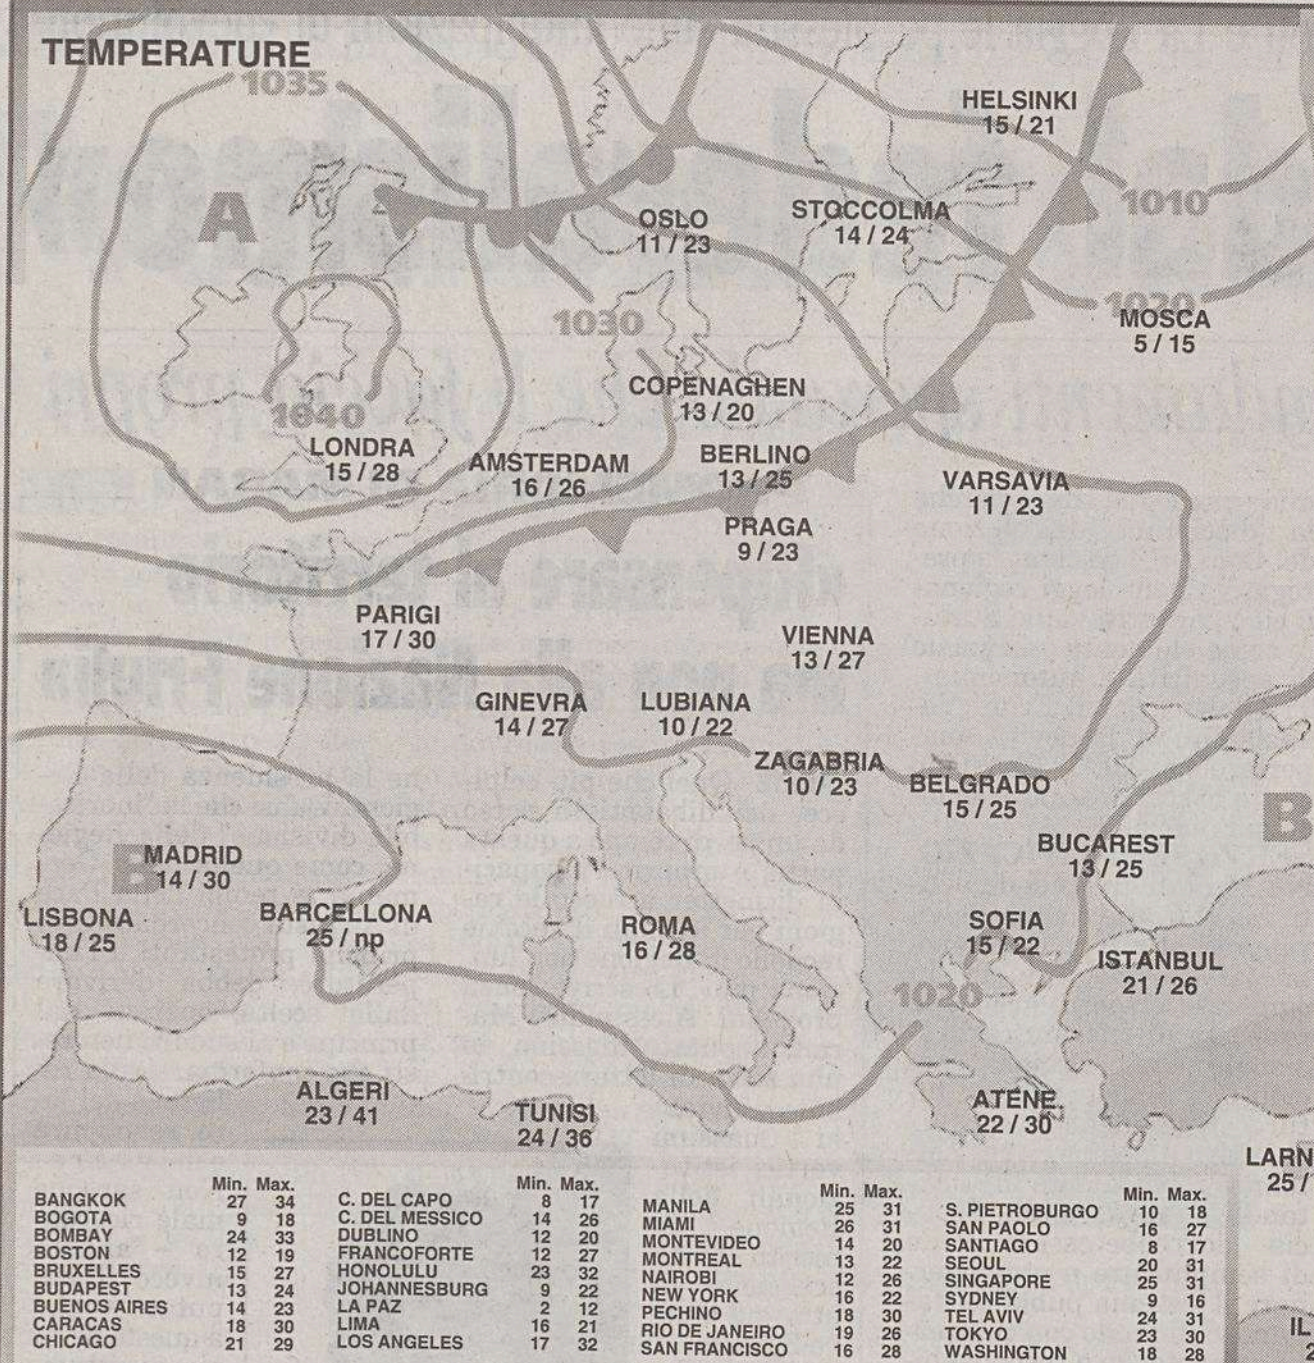 TEMPERATURE
1035
HELSINKI
15 / 21
A
1010
OSLO
11 / 23
STOCCOLMA
14 / 24
1030
1020
MOSCA
5 / 15
COPENAGHEN
13 / 20
1040
LONDRA
15 / 28
AMSTERDAM
16 / 26
BERLINO
13 / 25
VARSAVIA
11 / 23
PRAGA
9 / 23
PARIGI
17 / 30
VIENNA
13 / 27
GINEVRA
14 / 27
LUBIANA
10 / 22
ZAGABRIA
10 / 23
BELGRADO
15 / 25
B
BUCAREST
13 / 25
B
MADRID
14 / 30
LISBONA
18 / 25
BARCELLONA
25 / np
ROMA
16 / 28
SOFIA
15 / 22
ISTANBUL
21 / 26
1020
ALGERI
23 / 41
TUNISI
24 / 36
ATENE
22 / 30
LARN
25 /
Min. Max.
BANGKOK 27 34
BOGOTA 9 18
BOMBAY 24 33
BOSTON 12 19
BRUXELLES 15 27
BUDAPEST 13 24
BUENOS AIRES 14 23
CARACAS 18 30
CHICAGO 21 29
Min. Max.
C. DEL CAPO 8 17
C. DEL MESSICO 14 26
DUBLINO 12 20
FRANCOFORTE 12 27
HONOLULU 23 32
JOHANNESBURG 9 22
LA PAZ 2 12
LIMA 16 21
LOS ANGELES 17 32
Min. Max.
MANILA 25 31
MIAMI 26 31
MONTEVIDEO 14 20
MONTREAL 13 22
NAIROBI 12 26
NEW YORK 16 22
PECHINO 18 30
RIO DE JANEIRO 19 26
SAN FRANCISCO 16 28
Min. Max.
S. PIETROBURGO 10 18
SAN PAOLO 16 27
SANTIAGO 8 17
SEOUL 20 31
SINGAPORE 25 31
SYDNEY 9 16
TEL AVIV 24 31
TOKYO 23 30
WASHINGTON 18 28
IL